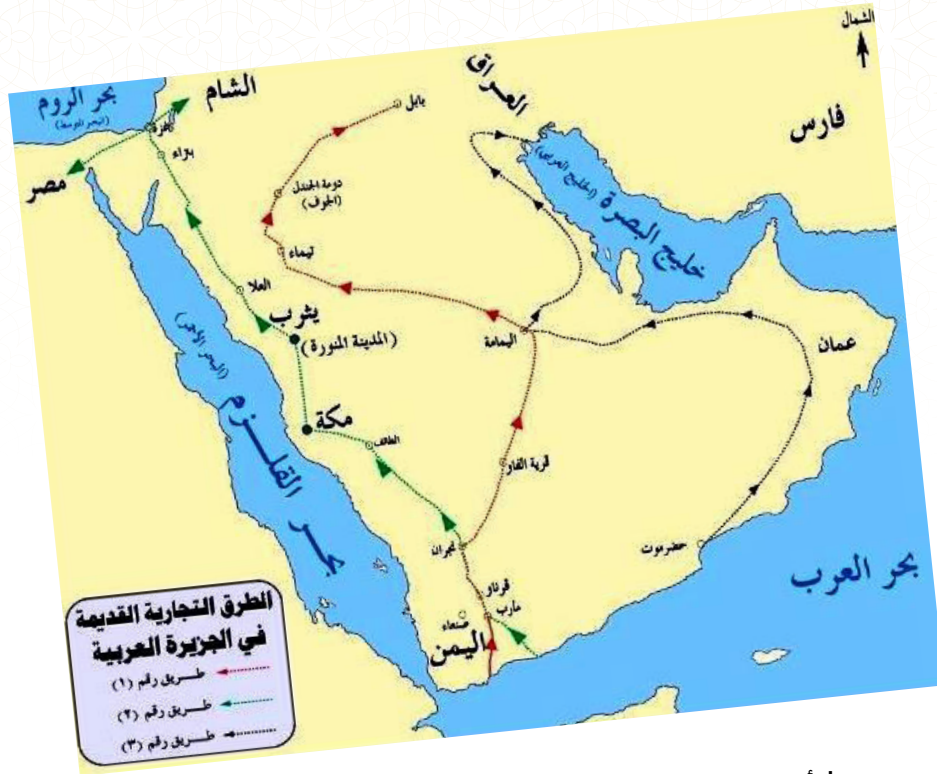 الشمال
بحر الروم
(البحر المتوسط)
الشام
العراق
فارس
بابل
غزة
بتراء
مصر
دومة الجندل
(الجوف)
تيماء
(الخليج العربي)
خليج البصرة
العلا
يثرب
(المدينة المنورة)
اليمامة
عمان
(البحر الأحمر)
بحر القلزم
مكة
الطائف
قرية الفاو
نجران
حضرموت
بحر العرب
قرناو
مأرب
صنعاء
اليمن
الطرق التجارية القديمة
في الجزيرة العربية
طريق رقم (١)
طريق رقم (٢)
طريق رقم (٣)